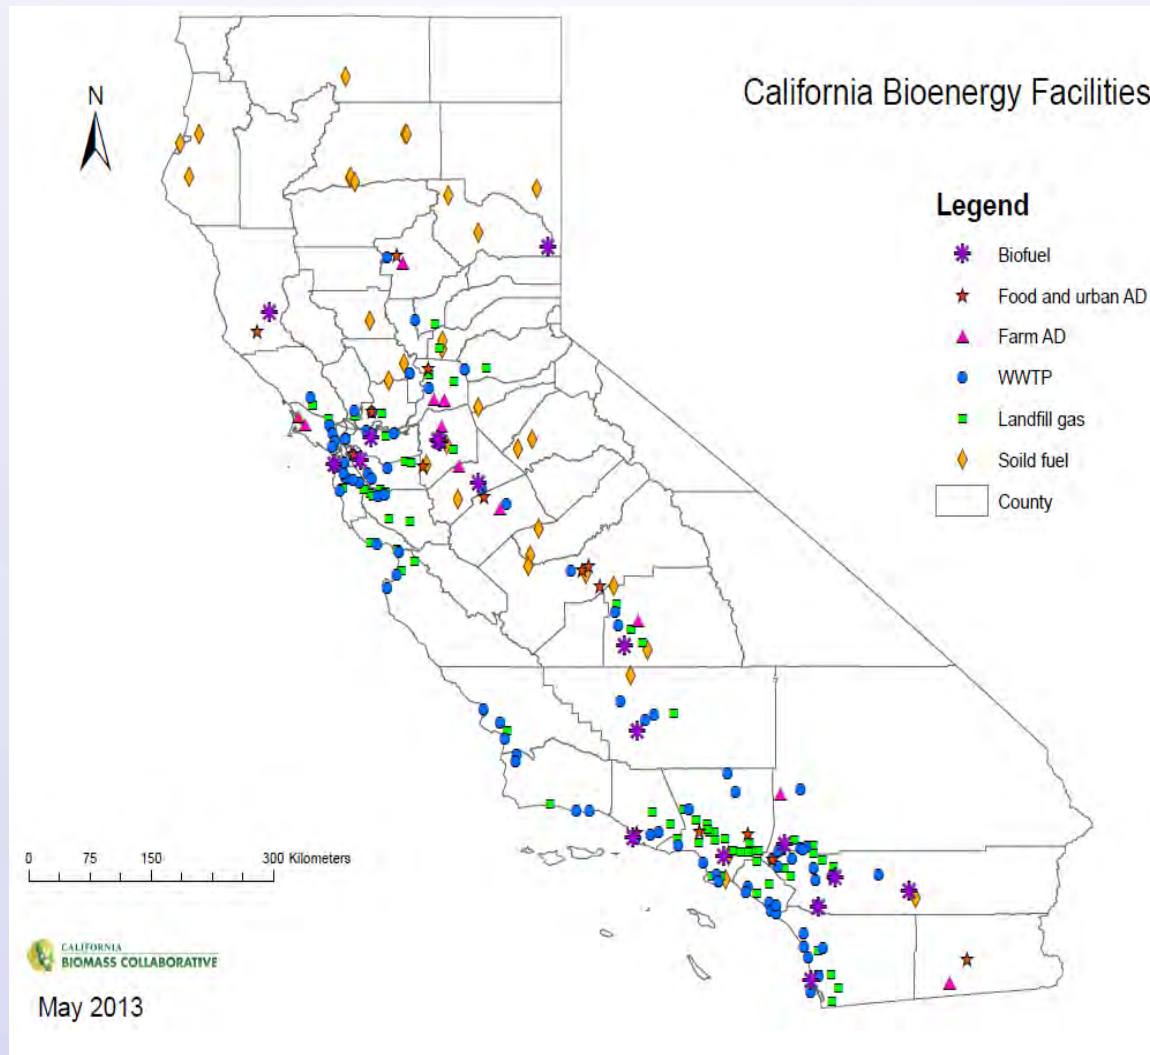 California Bioenergy Facilities
N
Legend
Biofuel
Food and urban AD
Farm AD
WWTP
Landfill gas
Soild fuel
County
0 75 150 300 Kilometers
CALIFORNIA
BIOMASS COLLABORATIVE
May 2013